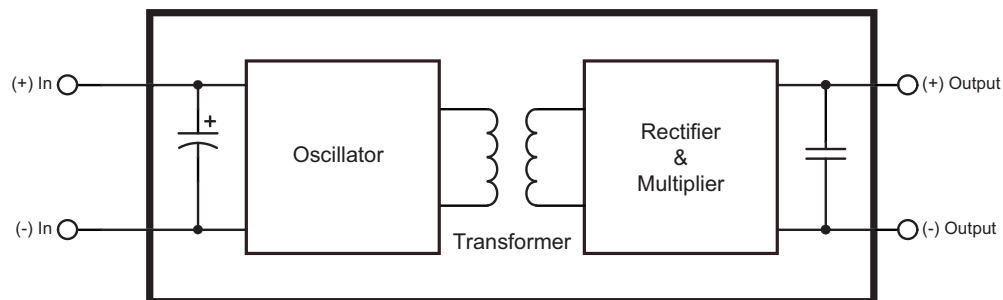 (+) In
(-) In
+
Oscillator
Transformer
Rectifier
&
Multiplier
(+) Output
(-) Output